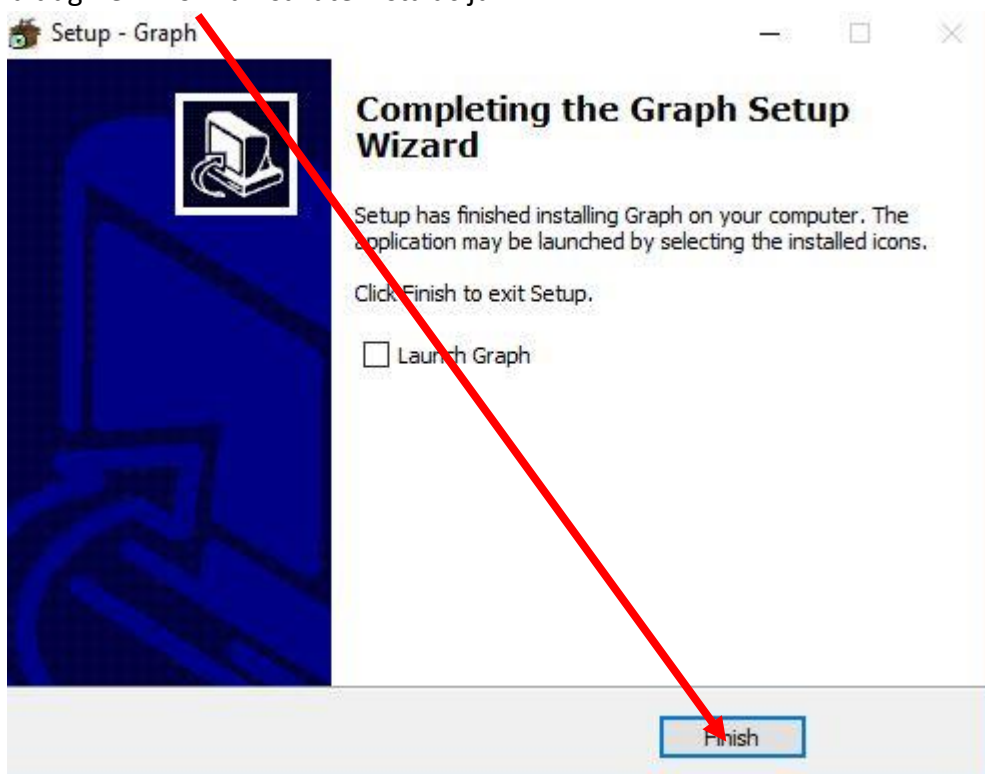 Setup - Graph
Completing the Graph Setup
Wizard
Setup has finished installing Graph on your computer. The
application may be launched by selecting the installed icons.
Click Finish to exit Setup.
Launch Graph
Finish